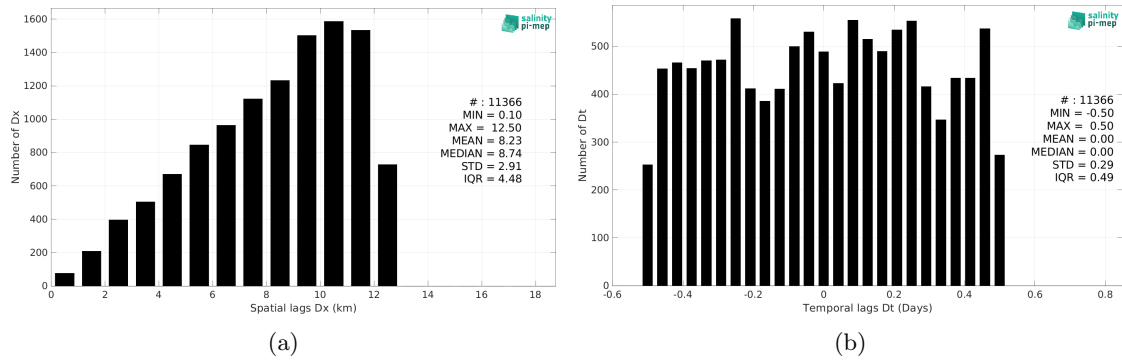 1600
1400
1200
1000
800
600
400
200
0
Number of Dx
salinity
pi-mep
# : 11366
MIN = 0.10
MAX = 12.50
MEAN = 8.23
MEDIAN = 8.74
STD = 2.91
IQR = 4.48
0 2 4 6 8 10 12 14 16 18
Spatial lags Dx (km)
(a)
500
400
300
200
100
0
Number of Dt
salinity
pi-mep
# : 11366
MIN = -0.50
MAX = 0.50
MEAN = 0.00
MEDIAN = 0.00
STD = 0.29
IQR = 0.49
-0.6 -0.4 -0.2 0 0.2 0.4 0.6 0.8
Temporal lags Dt (Days)
(b)